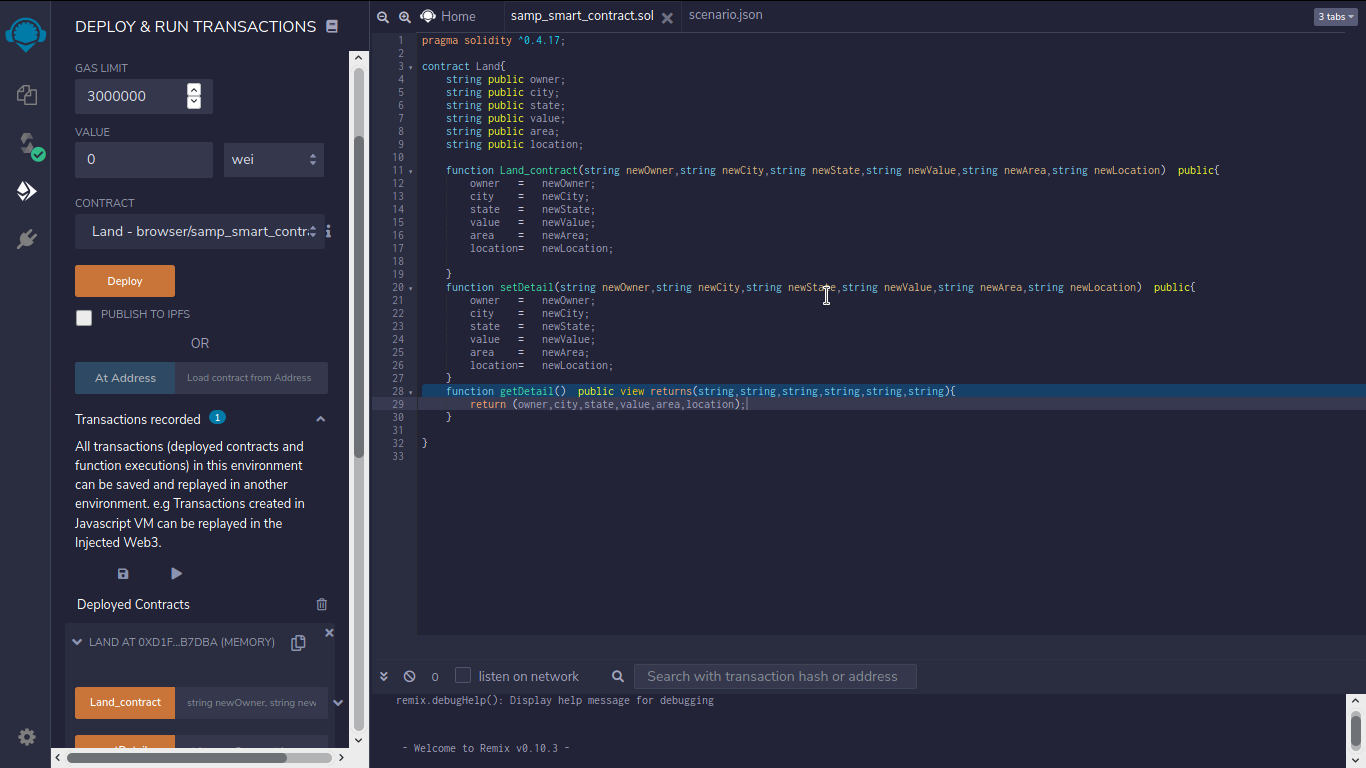 DEPLOY & RUN TRANSACTIONS
GAS LIMIT
3000000
VALUE
0 wei
CONTRACT
Land - browser/samp_smart_contr
Deploy
PUBLISH TO IPFS
OR
At Address Load contract from Address
Transactions recorded 1
All transactions (deployed contracts and
function executions) in this environment
can be saved and replayed in another
environment. e.g Transactions created in
Javascript VM can be replayed in the
Injected Web3.
Deployed Contracts
LAND AT 0XD1F...B7DBA (MEMORY)
Land_contract string newOwner, string new
Home samp_smart_contract.sol scenario.json 3 tabs
1 pragma solidity ^0.4.17;
2
3 contract Land{
4 string public owner;
5 string public city;
6 string public state;
7 string public value;
8 string public area;
9 string public location;
10
11 function Land_contract(string newOwner,string newCity,string newState,string newValue,string newArea,string newLocation) public{
12 owner = newOwner;
13 city = newCity;
14 state = newState;
15 value = newValue;
16 area = newArea;
17 location= newLocation;
18
19 }
20 function setDetail(string newOwner,string newCity,string newState,string newValue,string newArea,string newLocation) public{
21 owner = newOwner;
22 city = newCity;
23 state = newState;
24 value = newValue;
25 area = newArea;
26 location= newLocation;
27 }
28 function getDetail() public view returns(string,string,string,string,string,string){
29 return (owner,city,state,value,area,location);
30 }
31
32 }
33
0 listen on network Search with transaction hash or address
remix.debugHelp(): Display help message for debugging
- Welcome to Remix v0.10.3 -